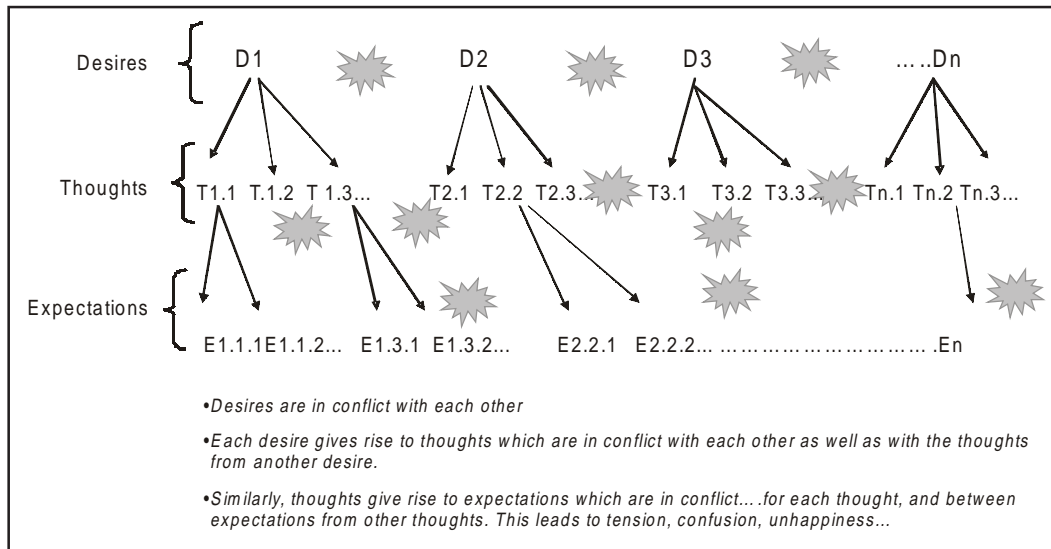 Desires D1 D2 D3 .....Dn
Thoughts T1.1 T.1.2 T 1.3... T2.1 T2.2 T2.3... T3.1 T3.2 T3.3... Tn.1 Tn.2 Tn.3...
Expectations
E1.1.1 E1.1.2... E1.3.1 E1.3.2... E2.2.1 E2.2.2... ... ... ... ... ... ... ... ... .En
•Desires are in conflict with each other
•Each desire gives rise to thoughts which are in conflict with each other as well as with the thoughts
from another desire.
•Similarly, thoughts give rise to expectations which are in conflict....for each thought, and between
expectations from other thoughts. This leads to tension, confusion, unhappiness...